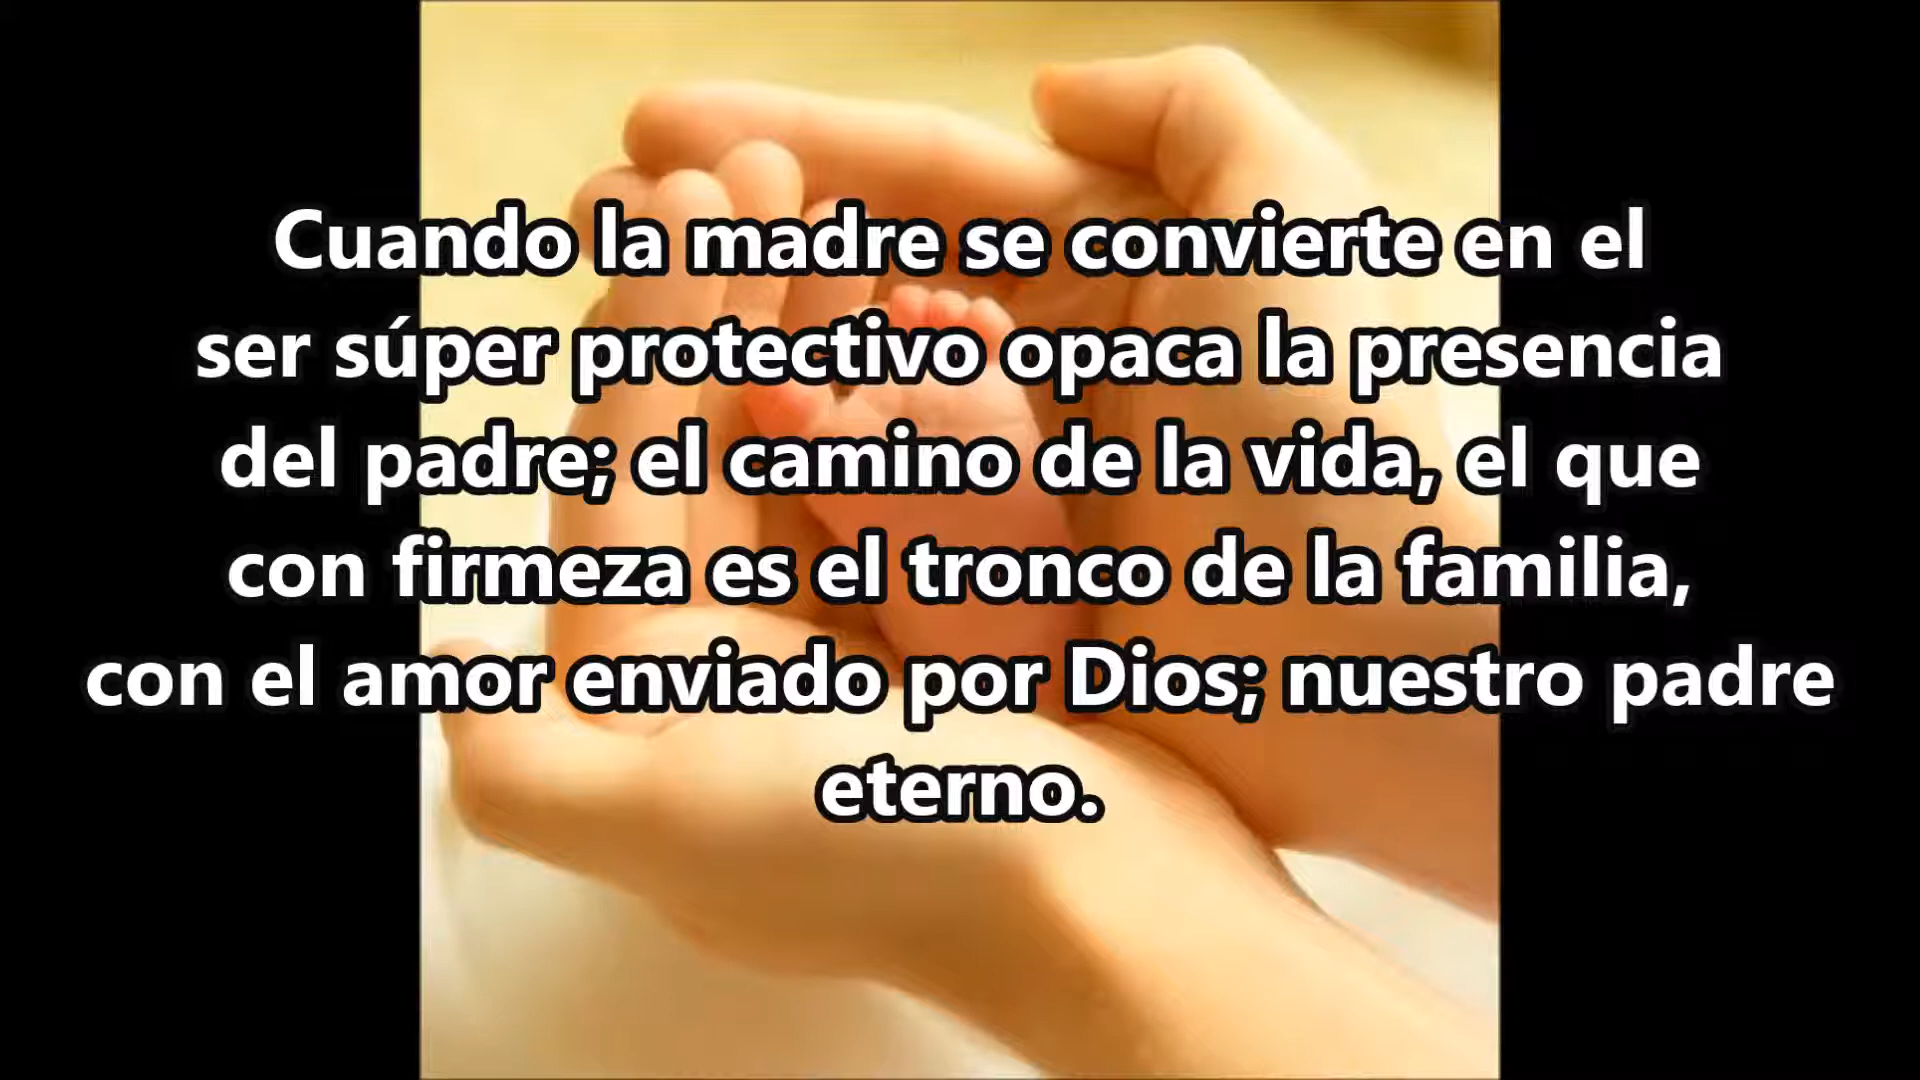 Cuando la madre se convierte en el
ser súper protectivo opaca la presencia
del padre; el camino de la vida, el que
con firmeza es el tronco de la familia,
con el amor enviado por Dios; nuestro padre
eterno.